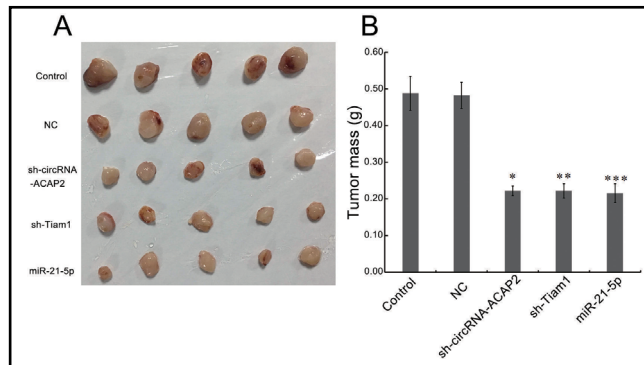 A
Control
NC
sh-circRNA
-ACAP2
sh-Tiam1
miR-21-5p
B
Tumor mass (g)
0.60
0.50
0.40
0.30
0.20
0.10
0.00
*
**
***
Control
NC
sh-circRNA-ACAP2
sh-Tiam1
miR-21-5p